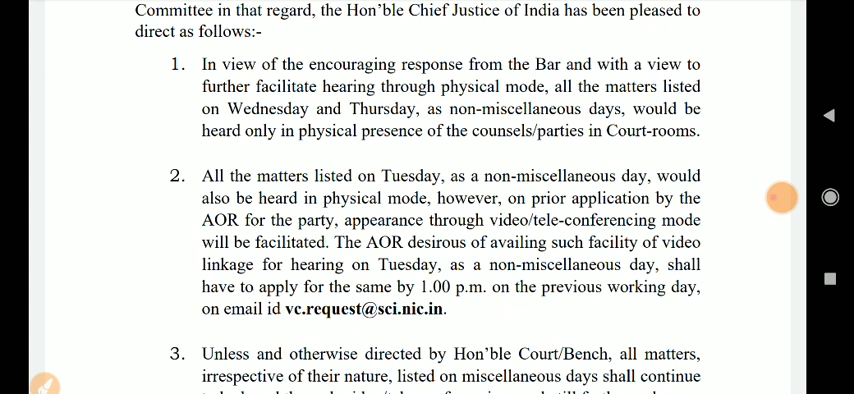 Committee in that regard, the Hon’ble Chief Justice of India has been pleased to
direct as follows:-
1. In view of the encouraging response from the Bar and with a view to
further facilitate hearing through physical mode, all the matters listed
on Wednesday and Thursday, as non-miscellaneous days, would be
heard only in physical presence of the counsels/parties in Court-rooms.
2. All the matters listed on Tuesday, as a non-miscellaneous day, would
also be heard in physical mode, however, on prior application by the
AOR for the party, appearance through video/tele-conferencing mode
will be facilitated. The AOR desirous of availing such facility of video
linkage for hearing on Tuesday, as a non-miscellaneous day, shall
have to apply for the same by 1.00 p.m. on the previous working day,
on email id vc.request@sci.nic.in.
3. Unless and otherwise directed by Hon’ble Court/Bench, all matters,
irrespective of their nature, listed on miscellaneous days shall continue